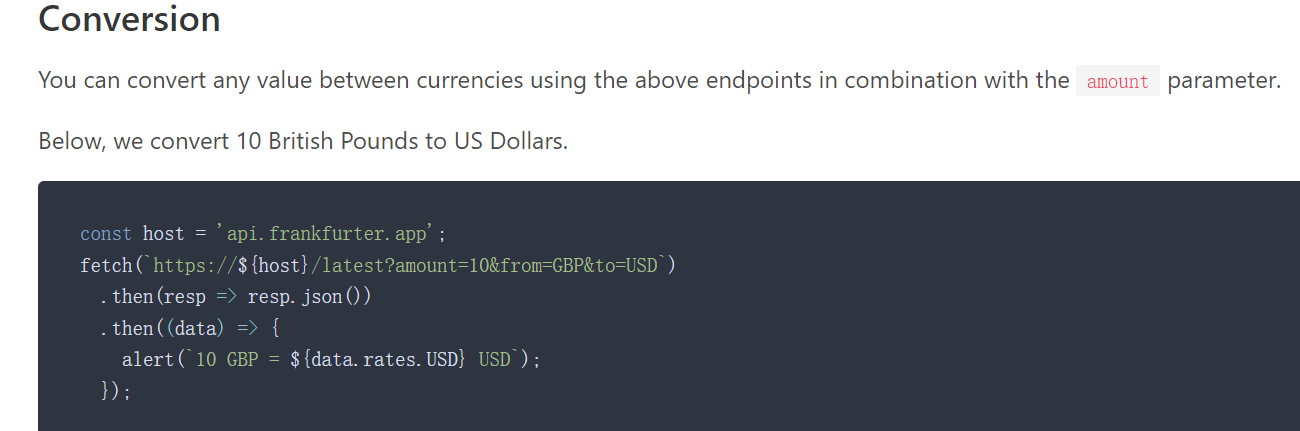 Conversion
You can convert any value between currencies using the above endpoints in combination with the amount parameter.
Below, we convert 10 British Pounds to US Dollars.
const host = 'api.frankfurter.app';
fetch(`https://${host}/latest?amount=10&from=GBP&to=USD`)
  .then(resp => resp.json())
  .then((data) => {
    alert(`10 GBP = ${data.rates.USD} USD`);
  });